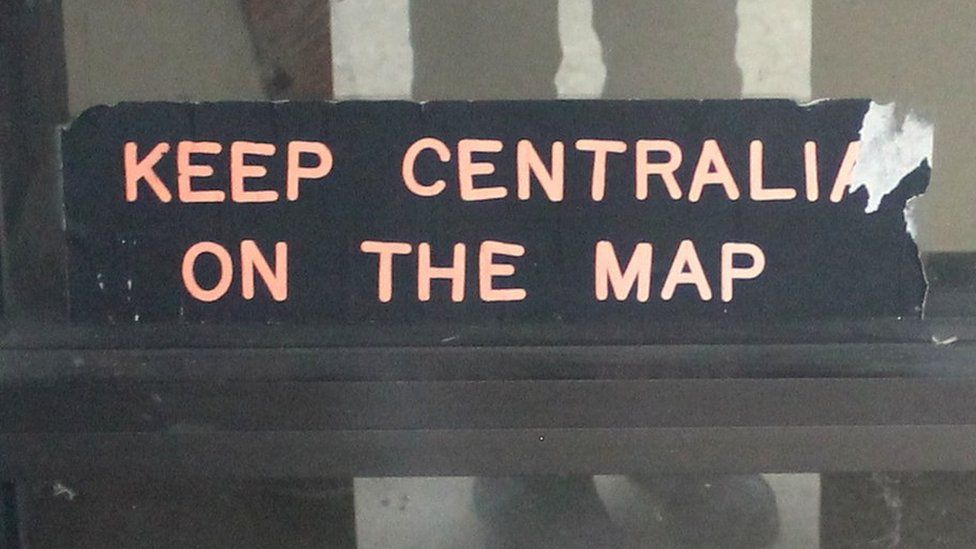 KEEP CENTRALIA
ON THE MAP